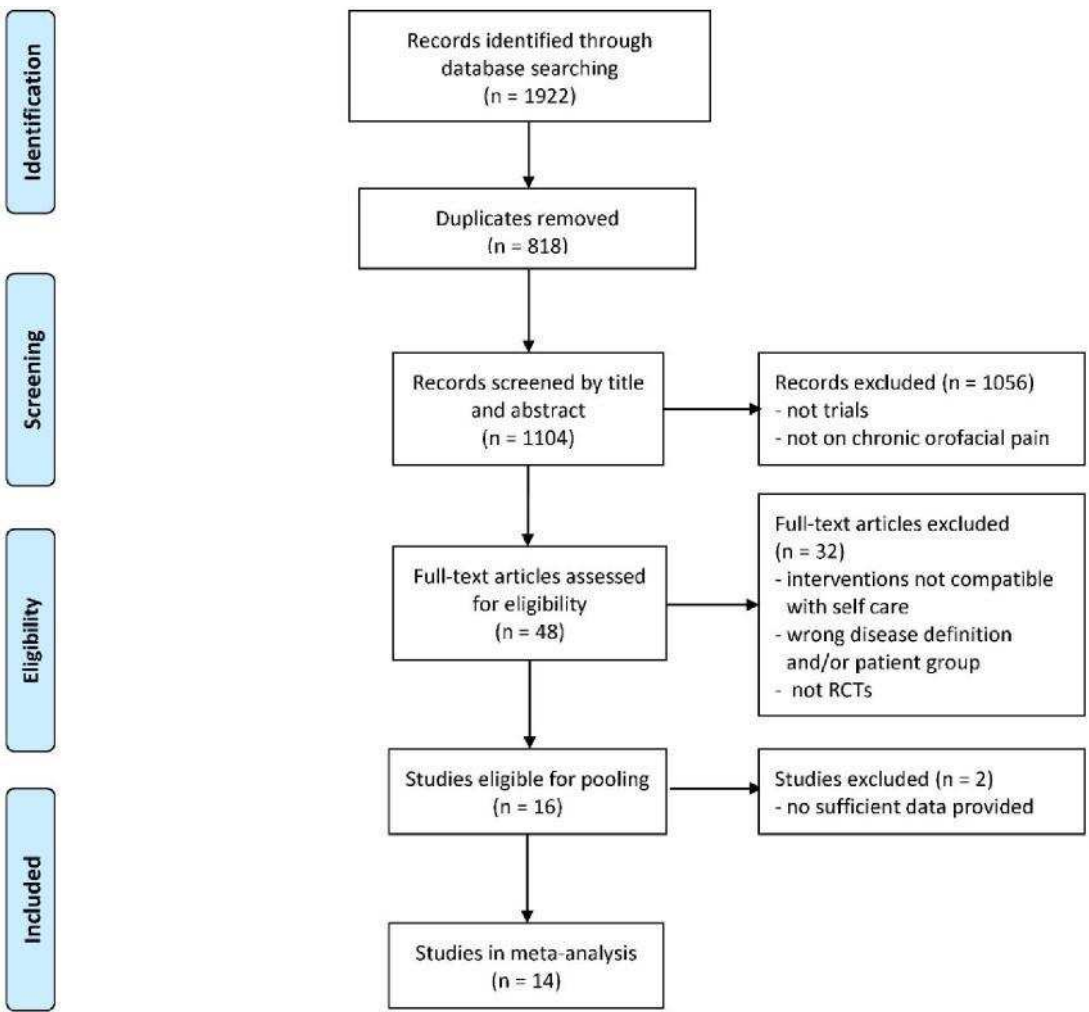 Identification
Records identified through
database searching
(n = 1922)
Duplicates removed
(n = 818)
Screening
Records screened by title
and abstract
(n = 1104)
Records excluded (n = 1056)
- not trials
- not on chronic orofacial pain
Eligibility
Full-text articles assessed
for eligibility
(n = 48)
Full-text articles excluded
(n = 32)
- interventions not compatible
with self care
- wrong disease definition
and/or patient group
- not RCTs
Included
Studies eligible for pooling
(n = 16)
Studies excluded (n = 2)
- no sufficient data provided
Studies in meta-analysis
(n = 14)